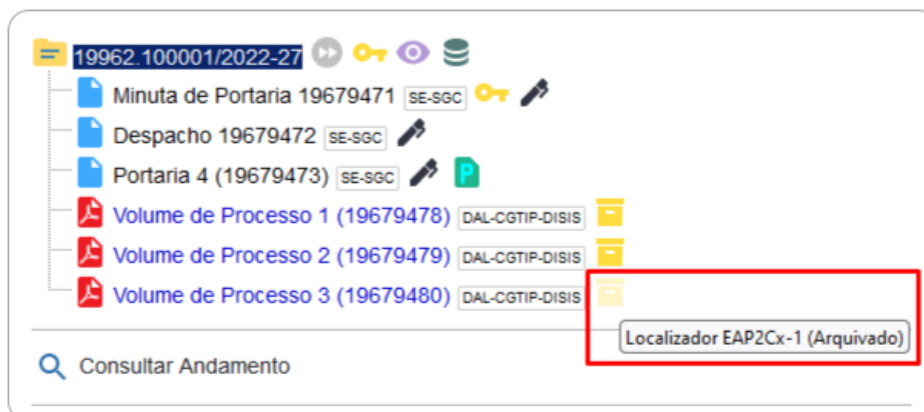 19962.100001/2022-27
Minuta de Portaria 19679471 SE-SGC
Despacho 19679472 SE-SGC
Portaria 4 (19679473) SE-SGC P
Volume de Processo 1 (19679478) DAL-CGTIP-DISIS
Volume de Processo 2 (19679479) DAL-CGTIP-DISIS
Volume de Processo 3 (19679480) DAL-CGTIP-DISIS
Localizador EAP2Cx-1 (Arquivado)
Consultar Andamento